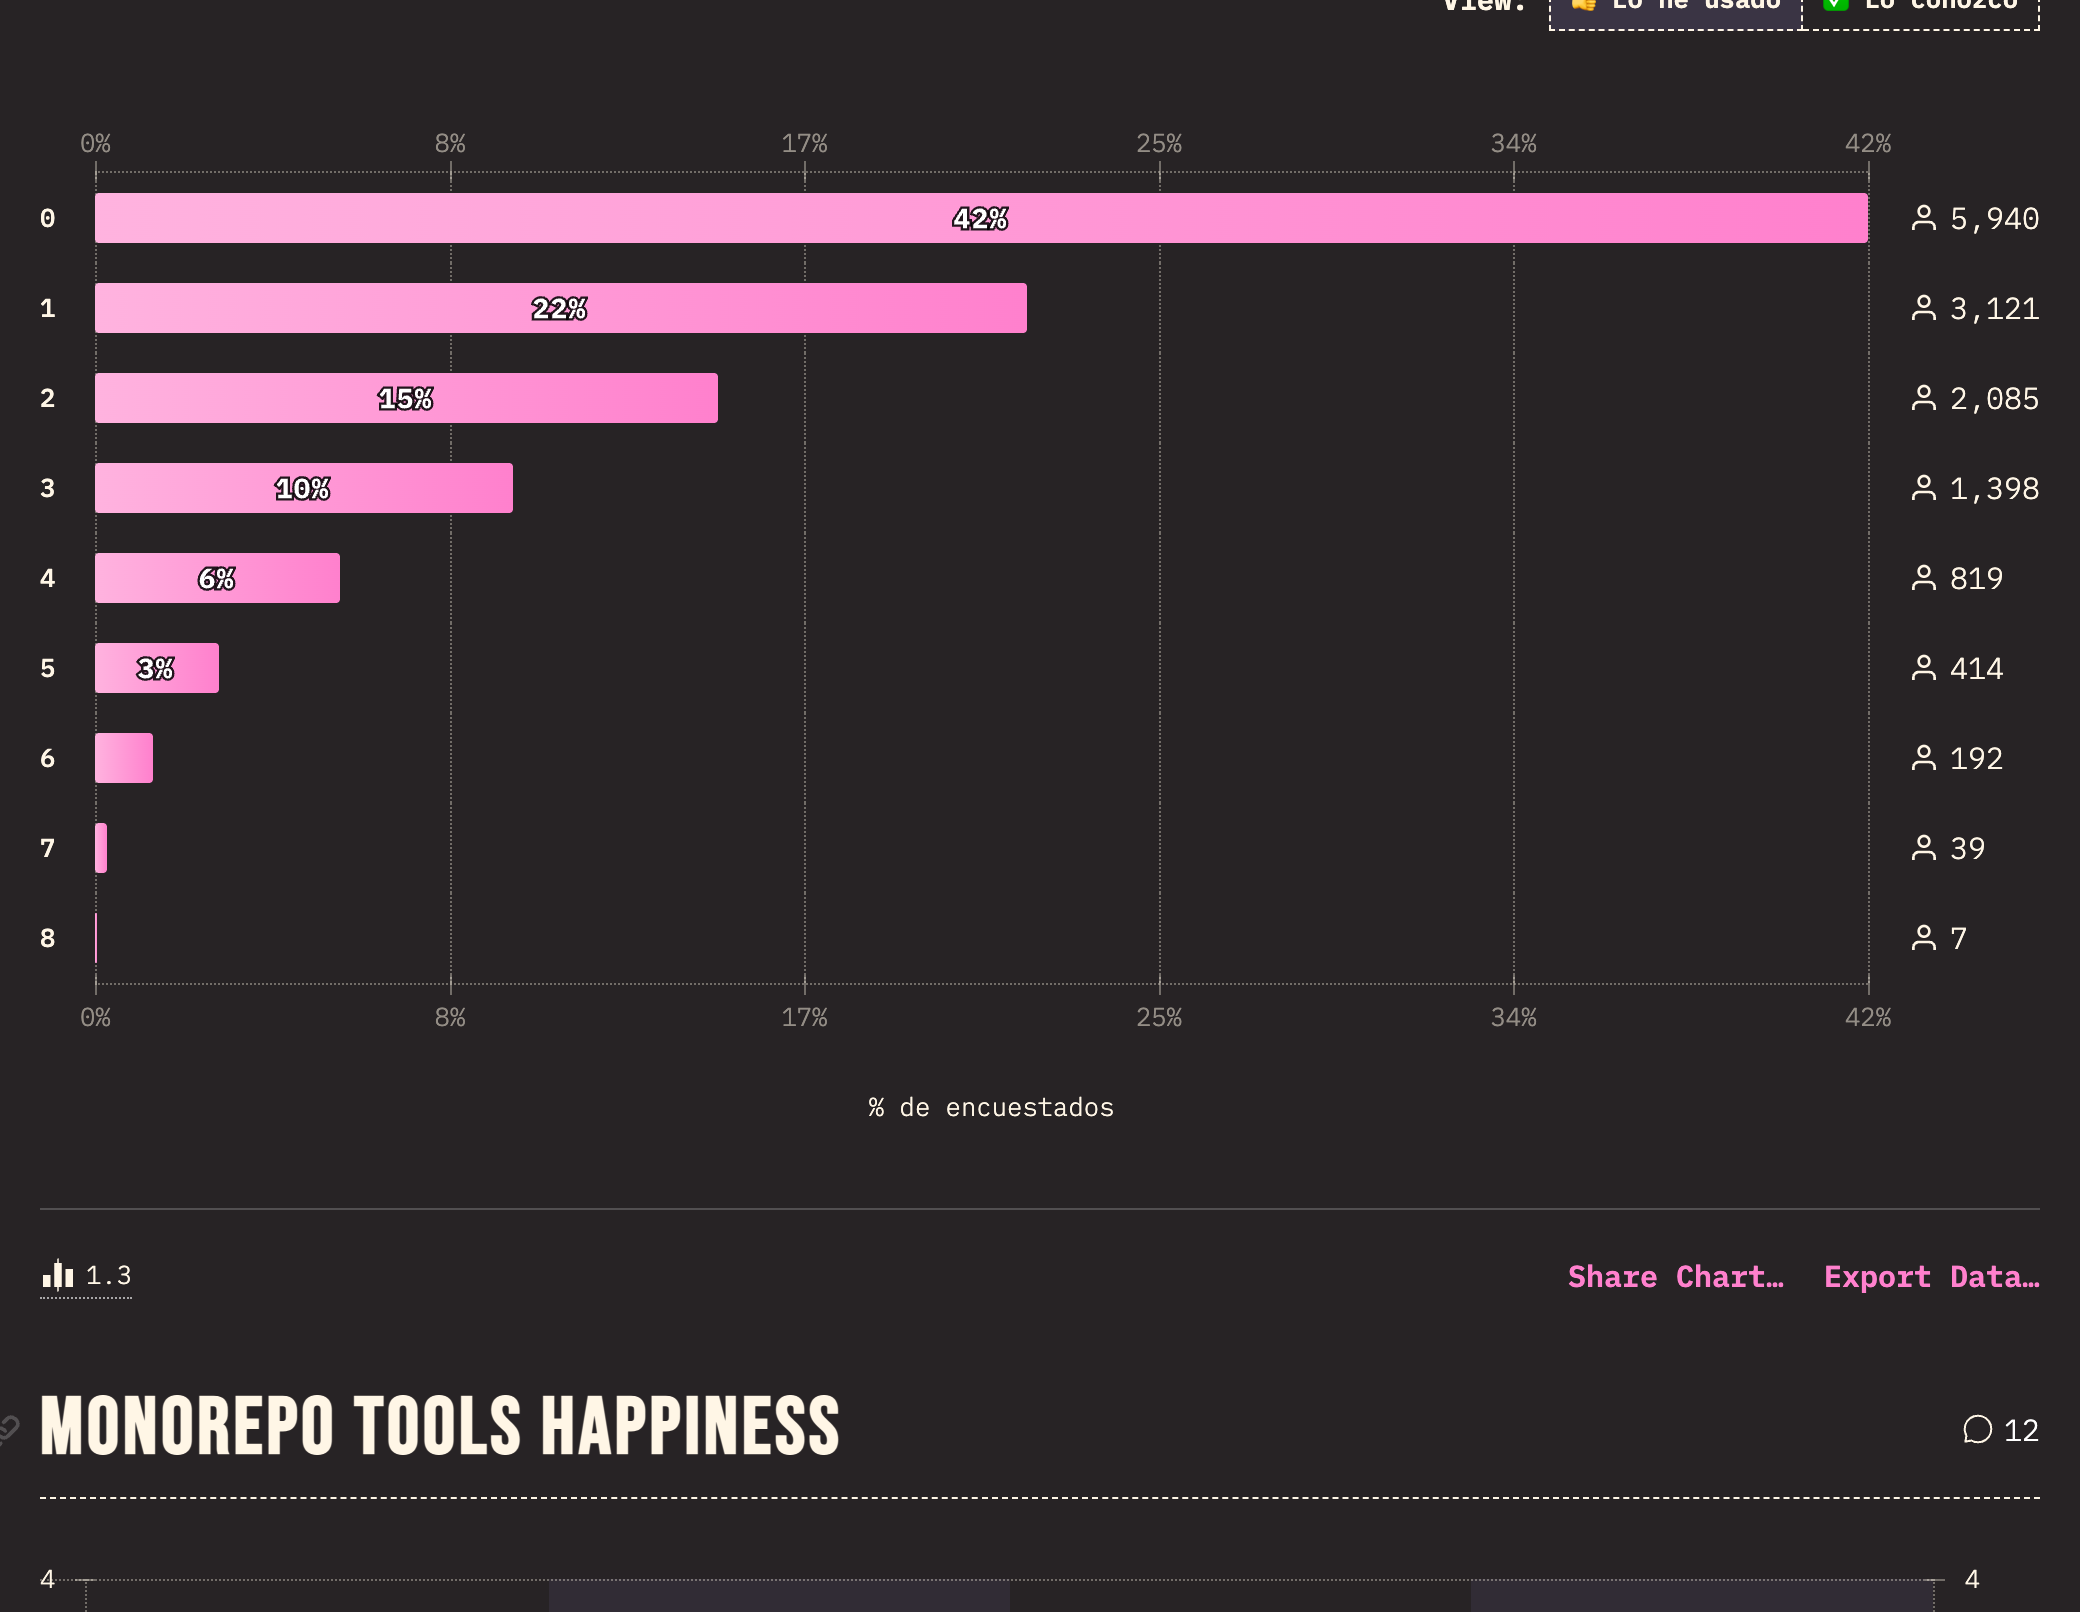 View: 👍 Lo he usado ✅ Lo conozco
0% 8% 17% 25% 34% 42%
0 42% 5,940
1 22% 3,121
2 15% 2,085
3 10% 1,398
4 6% 819
5 3% 414
6 192
7 39
8 7
0% 8% 17% 25% 34% 42%
% de encuestados
1.3 Share Chart… Export Data…
MONOREPO TOOLS HAPPINESS 12
4 4